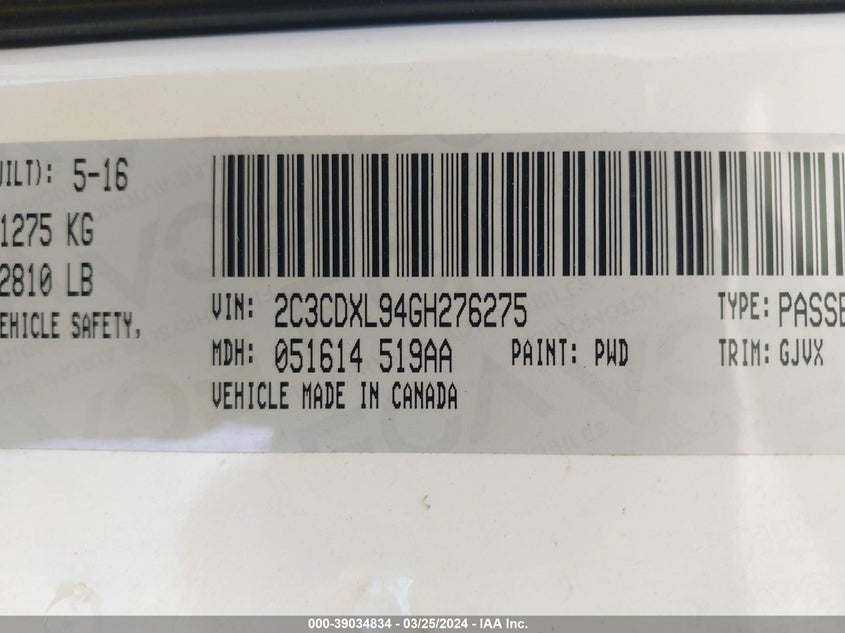 UILT): 5-16
1275 KG
2810 LB
EHICLE SAFETY,
VIN: 2C3CDXL94GH276275
TYPE: PASSE
MDH: 051614 519AA PAINT: PWD
TRIM: GJVX
VEHICLE MADE IN CANADA
000-39034834 - 03/25/2024 - IAA Inc.